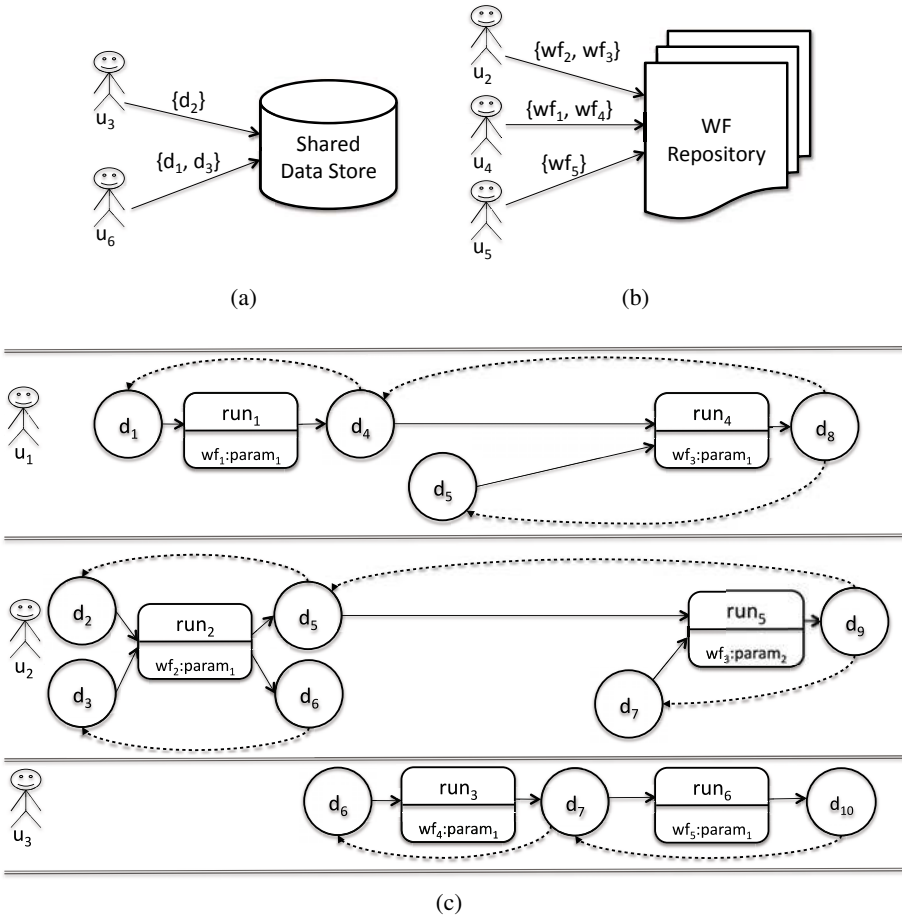 u₃
{d₂}
u₆
{d₁, d₃}
Shared
Data Store
(a)
u₂
{wf₂, wf₃}
u₄
{wf₁, wf₄}
u₅
{wf₅}
WF
Repository
(b)
u₁
d₁
run₁
wf₁:param₁
d₄
d₅
run₄
wf₃:param₁
d₈
u₂
d₂
d₃
run₂
wf₂:param₁
d₅
d₆
d₇
run₅
wf₃:param₂
d₉
u₃
d₆
run₃
wf₄:param₁
d₇
run₆
wf₅:param₁
d₁₀
(c)